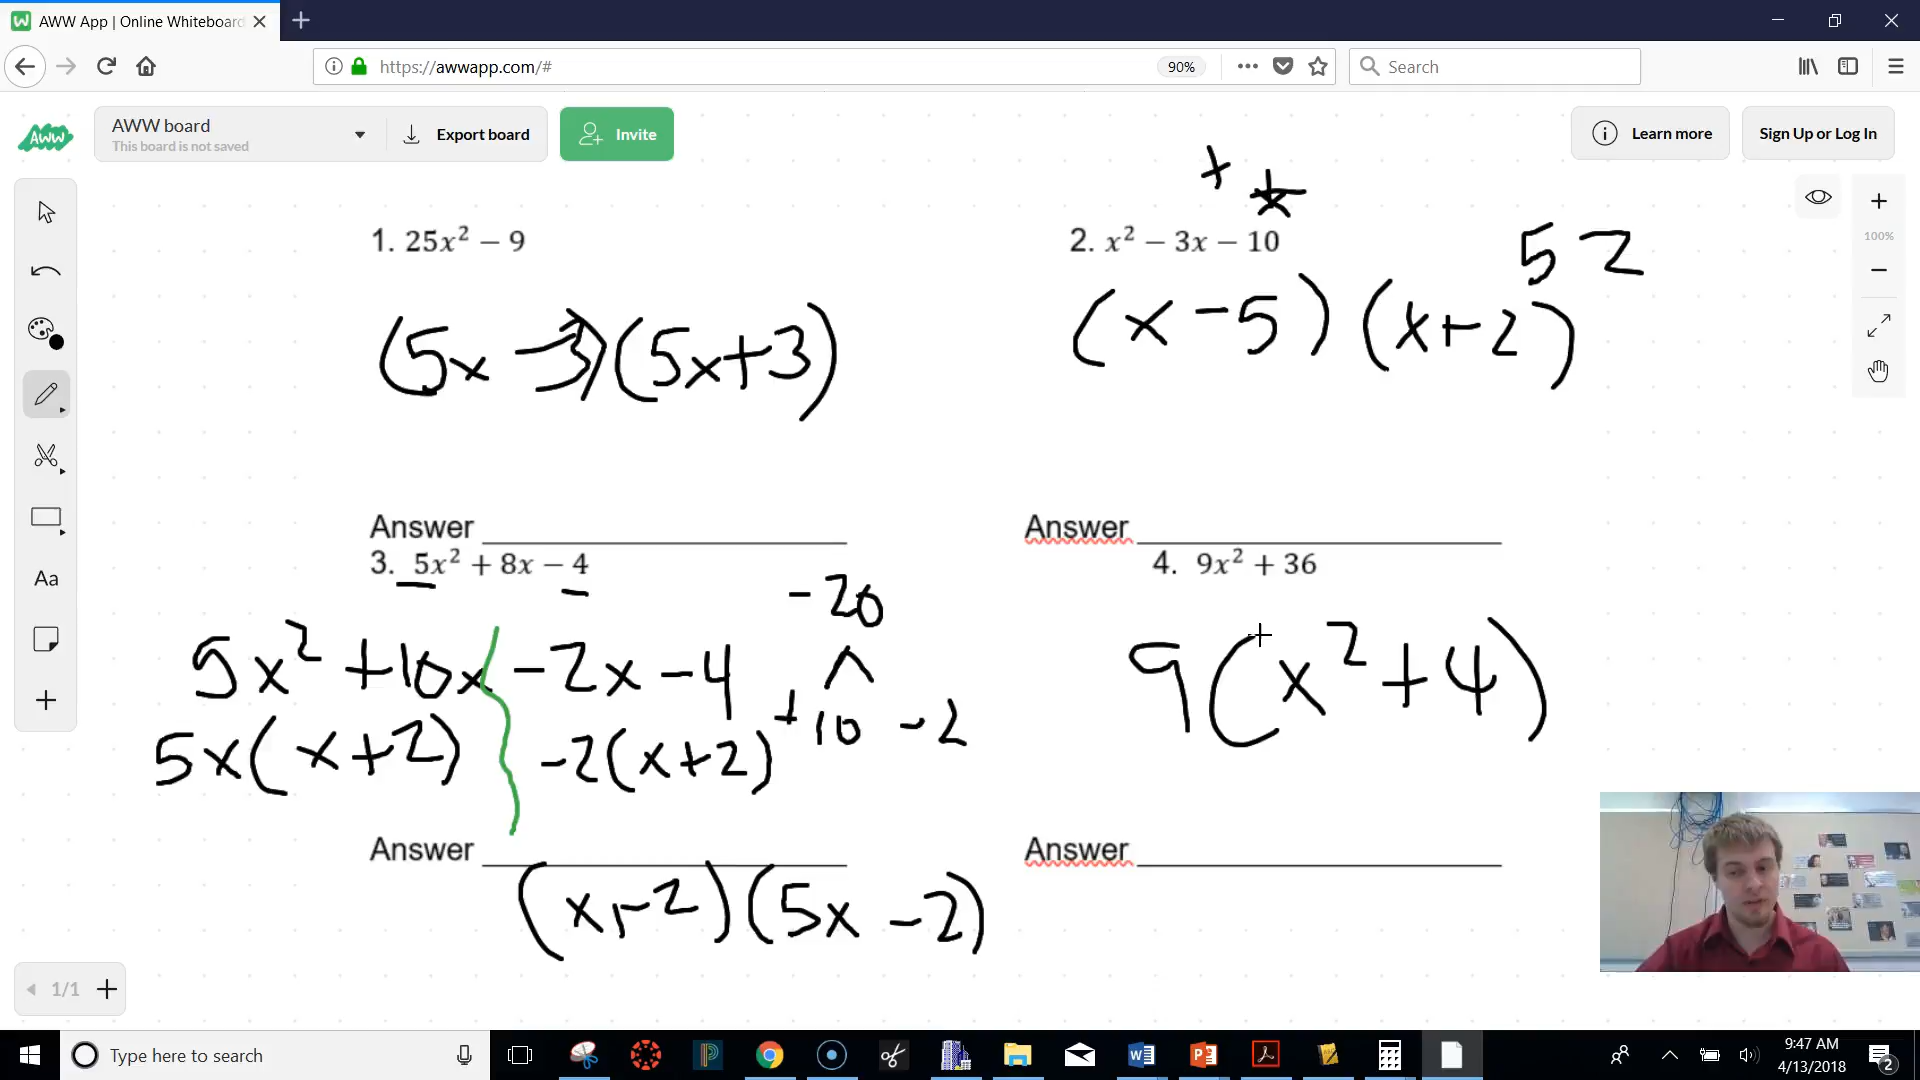 AWW App | Online Whiteboard
https://awwapp.com/#
90%
Search
AWW
AWW board
This board is not saved
Export board
Invite
Learn more
Sign Up or Log In
100%
1. 25x² − 9
(5x − 3)(5x+3)
Answer
2. x² − 3x − 10
5 2
(x −5)(x+2)
Answer
3. 5x² + 8x − 4
-20
5x² +10x -2x -4
+10 -2
5x(x+2) -2(x+2)
Answer
(x+2)(5x -2)
4. 9x² + 36
9(x²+4)
Answer
Aa
1/1
Type here to search
9:47 AM
4/13/2018
2